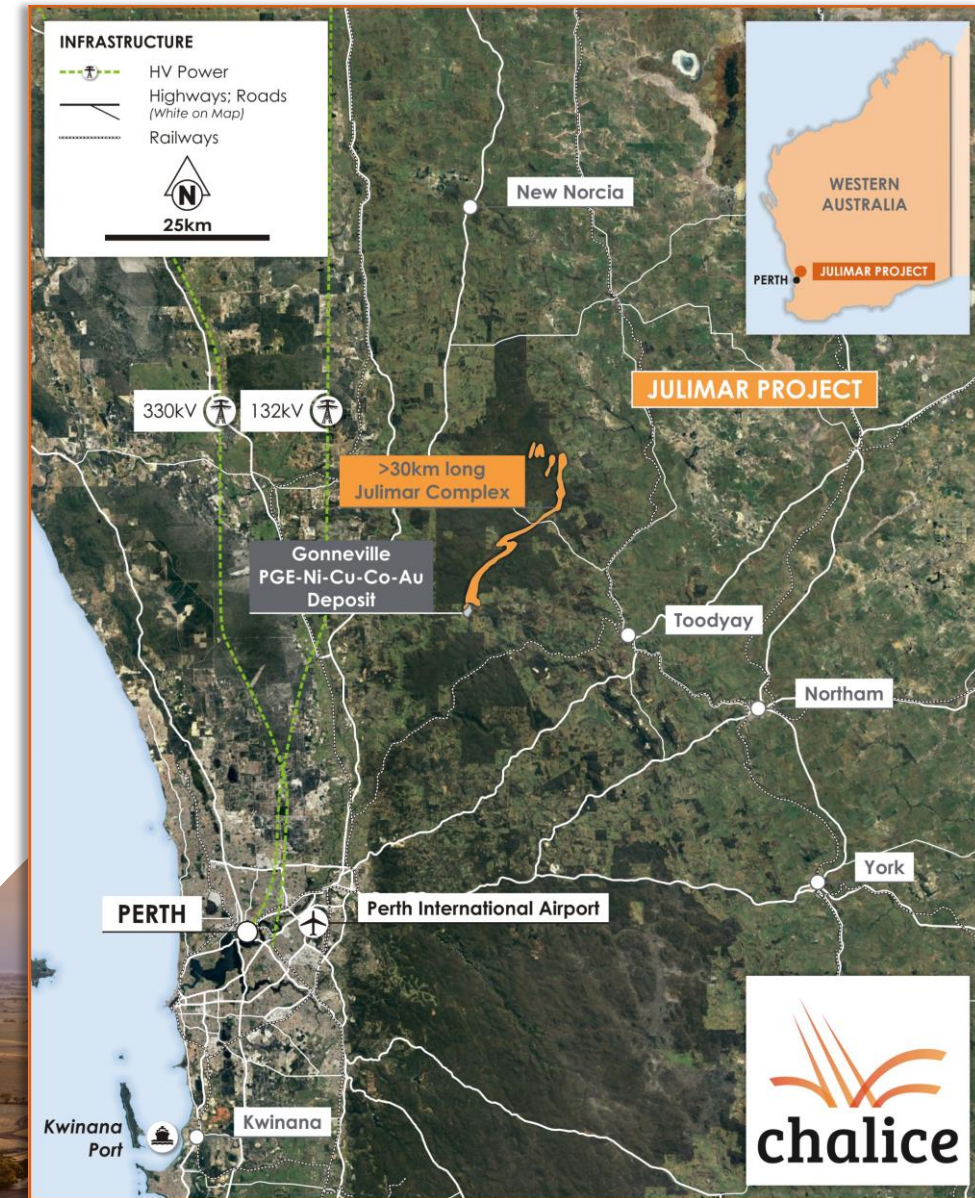 INFRASTRUCTURE
HV Power
Highways; Roads
(White on Map)
Railways
N
25km
WESTERN
AUSTRALIA
PERTH
JULIMAR PROJECT
New Norcia
JULIMAR PROJECT
330kV
132kV
>30km long
Julimar Complex
Gonneville
PGE-Ni-Cu-Co-Au
Deposit
Toodyay
Northam
York
PERTH
Perth International Airport
Kwinana
Port
Kwinana
chalice